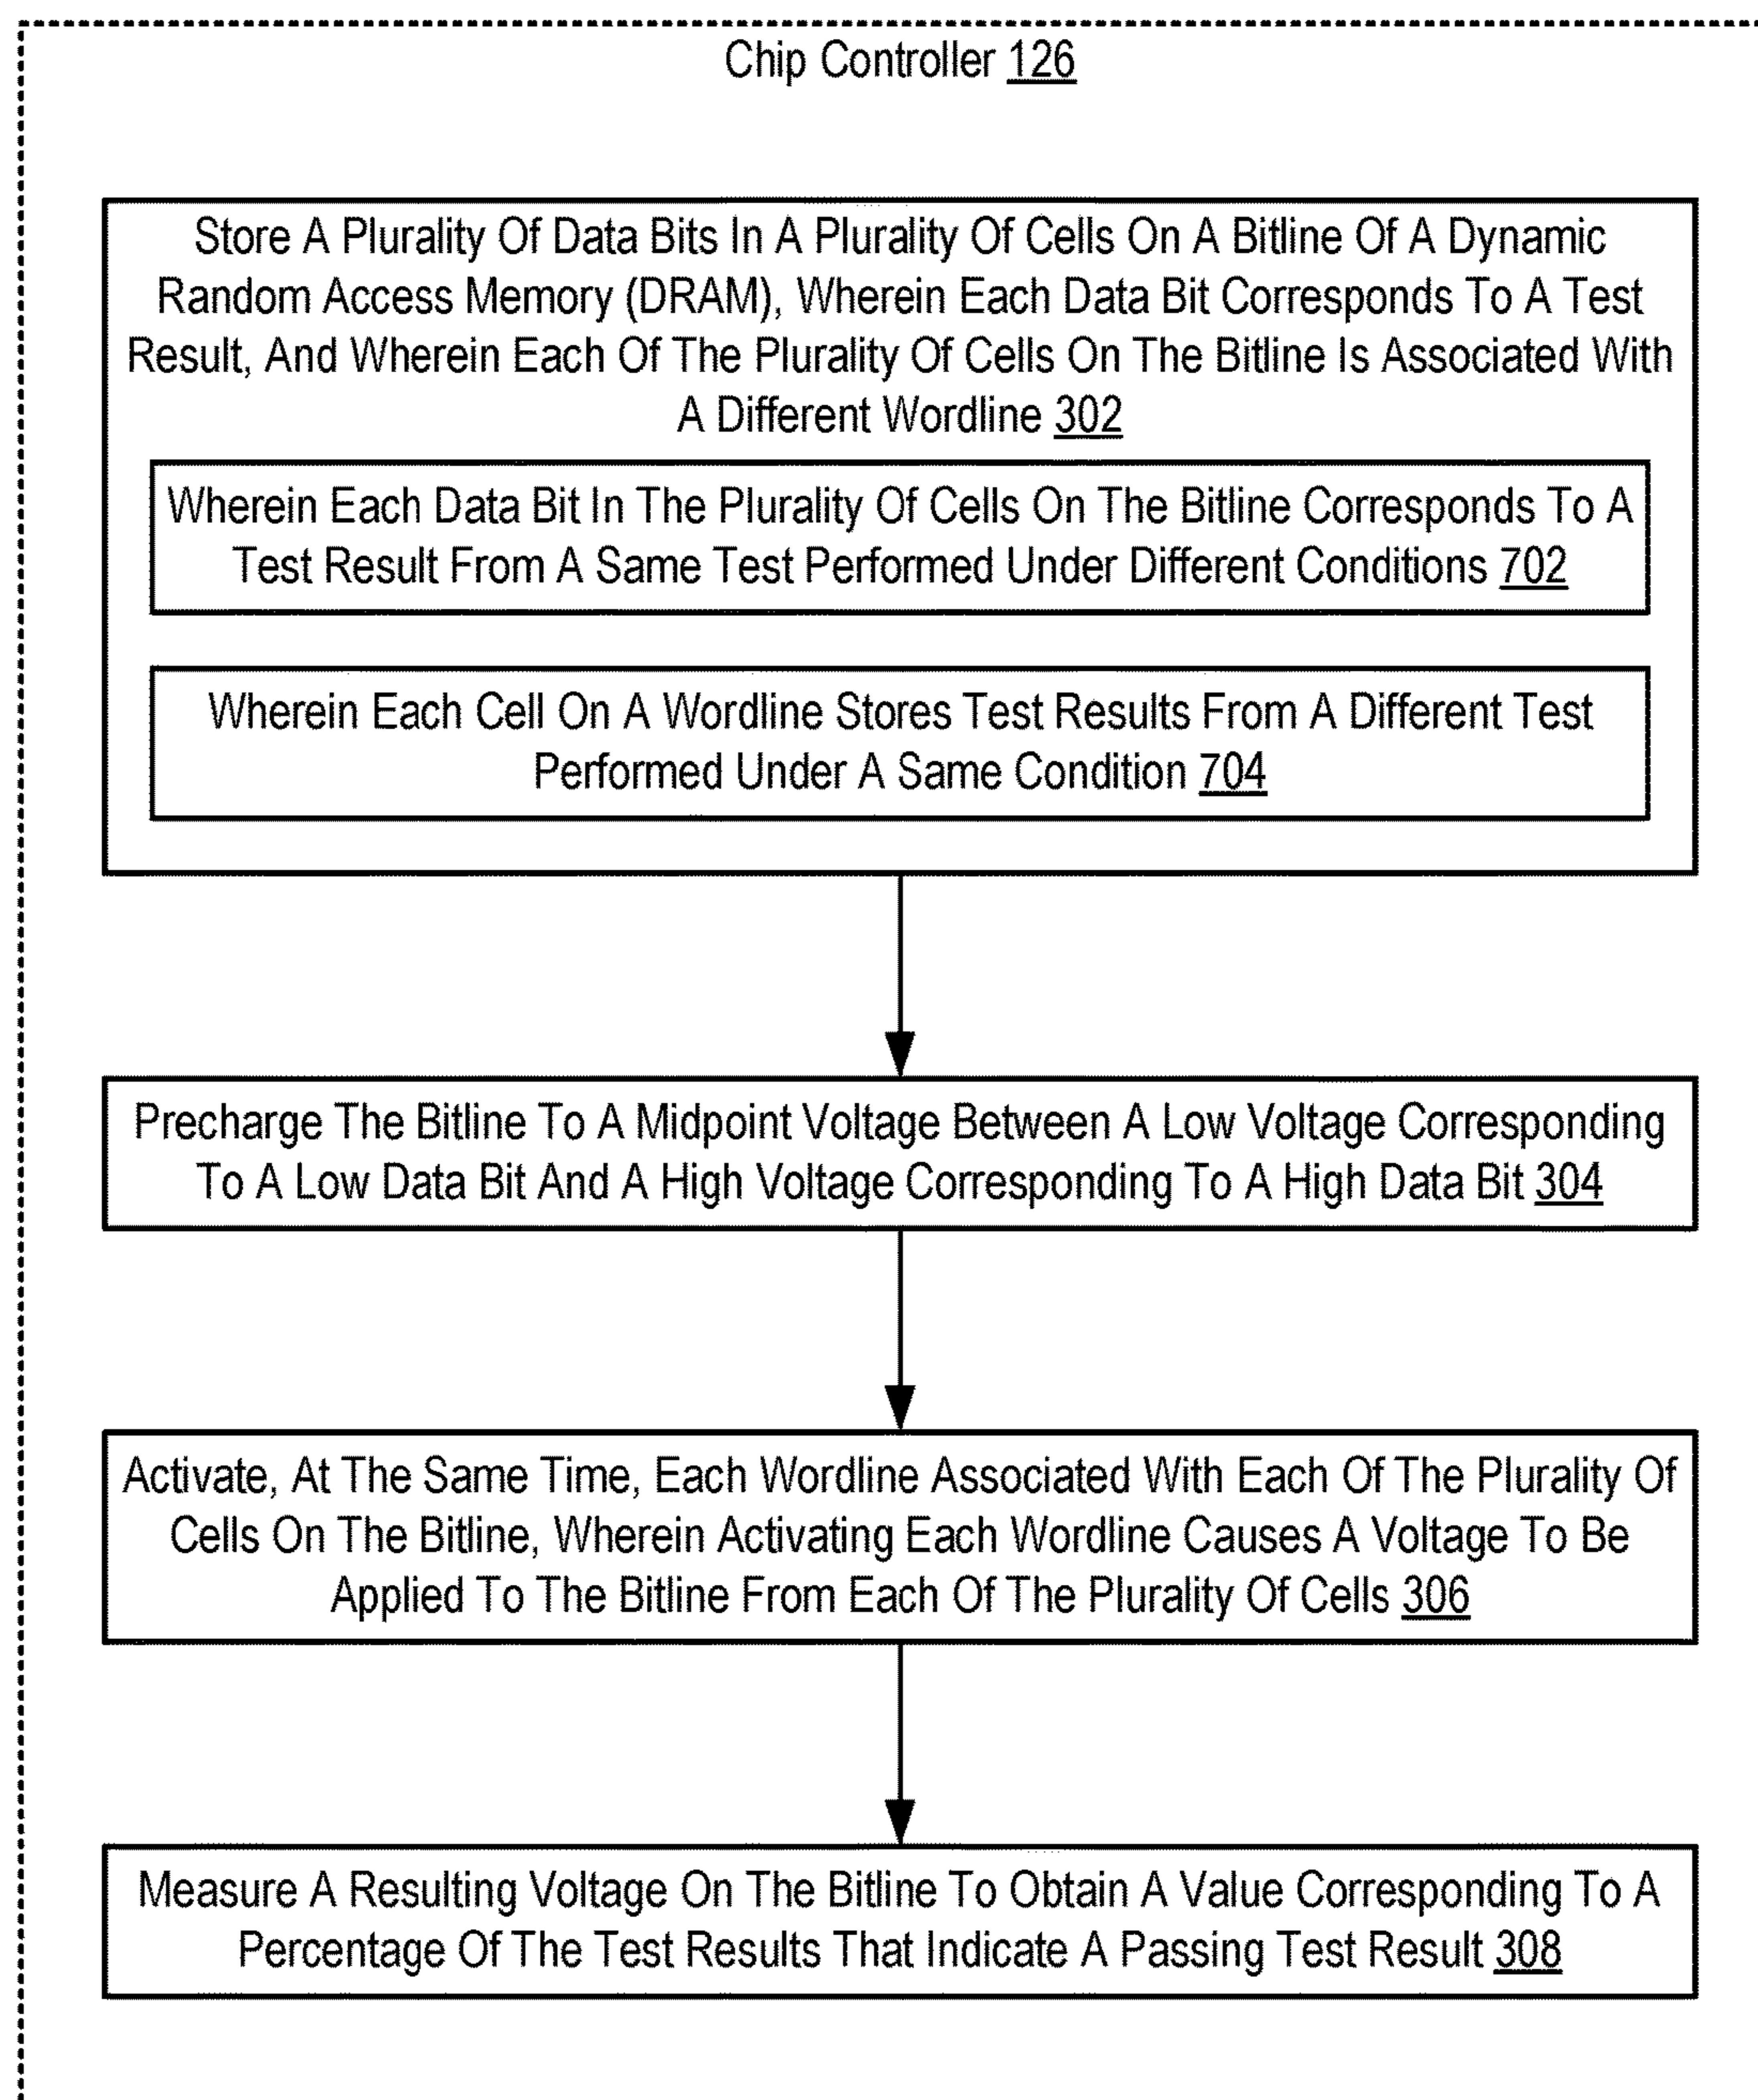 Chip Controller 126
Store A Plurality Of Data Bits In A Plurality Of Cells On A Bitline Of A Dynamic
Random Access Memory (DRAM), Wherein Each Data Bit Corresponds To A Test
Result, And Wherein Each Of The Plurality Of Cells On The Bitline Is Associated With
A Different Wordline 302
Wherein Each Data Bit In The Plurality Of Cells On The Bitline Corresponds To A
Test Result From A Same Test Performed Under Different Conditions 702
Wherein Each Cell On A Wordline Stores Test Results From A Different Test
Performed Under A Same Condition 704
Precharge The Bitline To A Midpoint Voltage Between A Low Voltage Corresponding
To A Low Data Bit And A High Voltage Corresponding To A High Data Bit 304
Activate, At The Same Time, Each Wordline Associated With Each Of The Plurality Of
Cells On The Bitline, Wherein Activating Each Wordline Causes A Voltage To Be
Applied To The Bitline From Each Of The Plurality Of Cells 306
Measure A Resulting Voltage On The Bitline To Obtain A Value Corresponding To A
Percentage Of The Test Results That Indicate A Passing Test Result 308